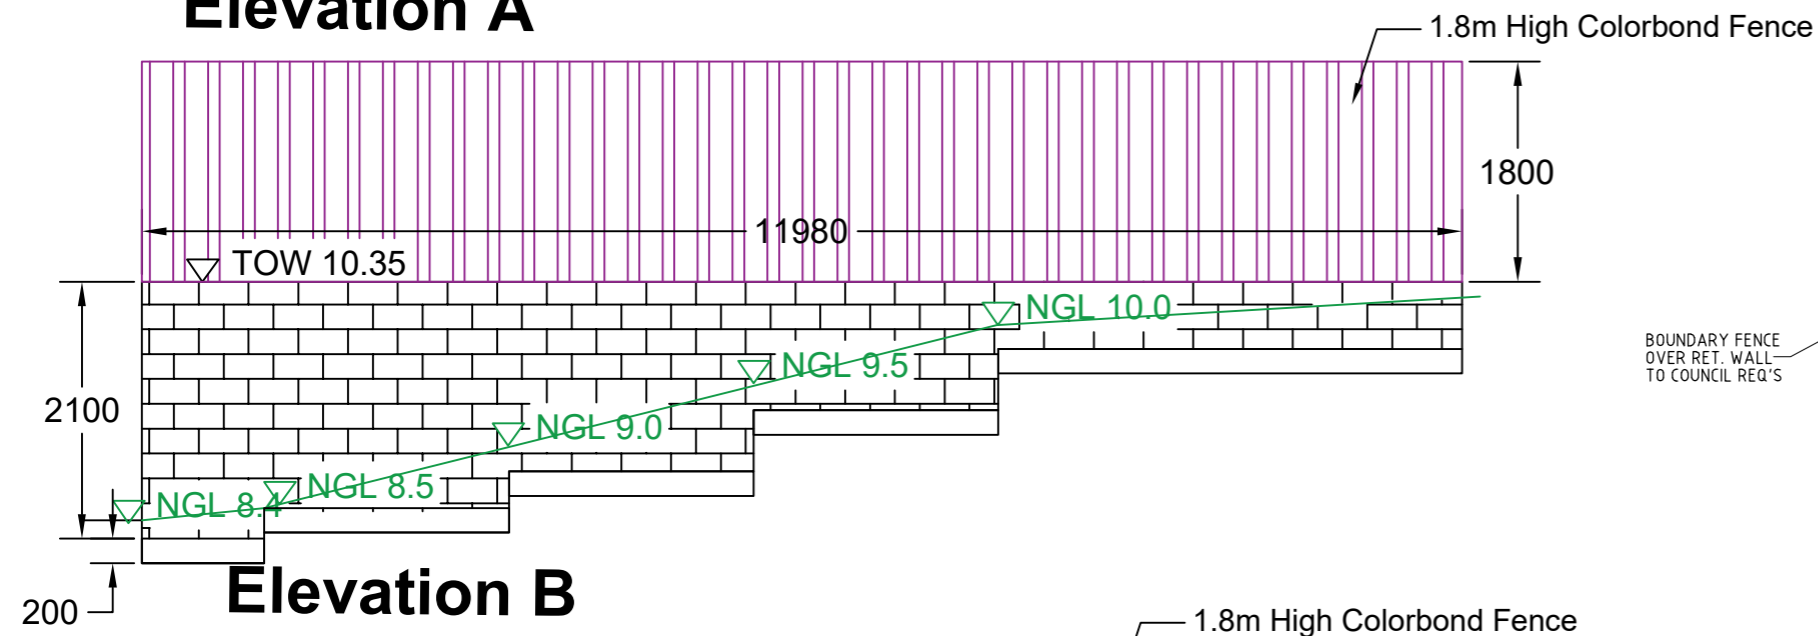 Elevation A
1.8m High Colorbond Fence
1800
11980
TOW 10.35
NGL 10.0
BOUNDARY FENCE
OVER RET. WALL
TO COUNCIL REQ'S
NGL 9.5
2100
NGL 9.0
NGL 8.5
NGL 8.4
Elevation B
200
1.8m High Colorbond Fence